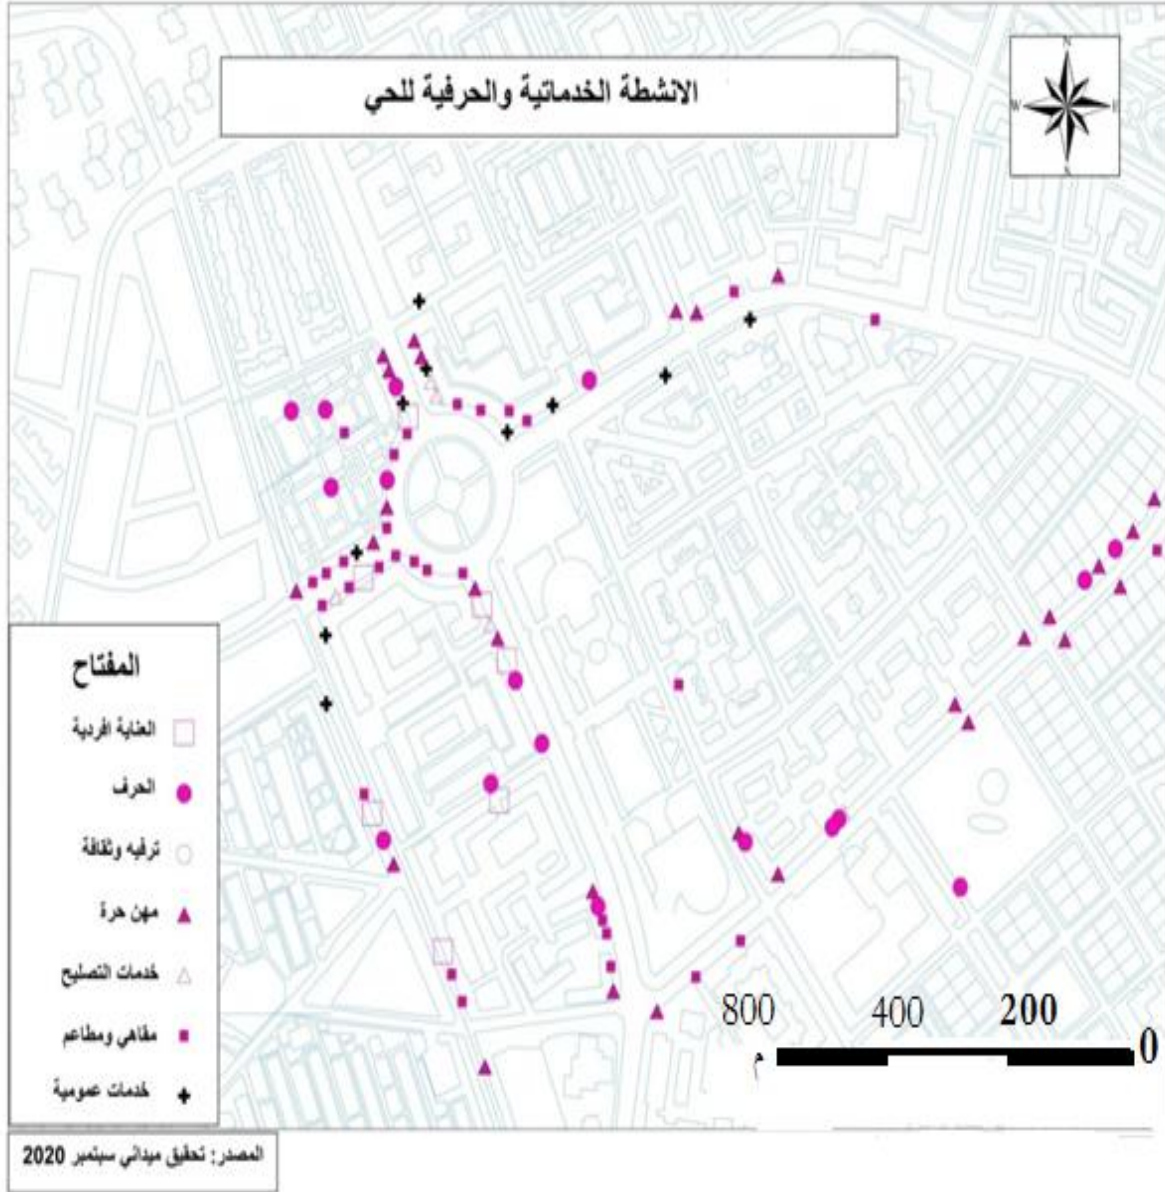 الانشطة الخدماتية والحرفية للحي
N
W
E
المفتاح
العناية افردية
الحرف
ترفيه وثقافة
مهن حرة
خدمات التصليح
مقاهي ومطاعم
خدمات عمومية
800 400 200 0
م
المصدر: تحقيق ميداني سبتمبر 2020